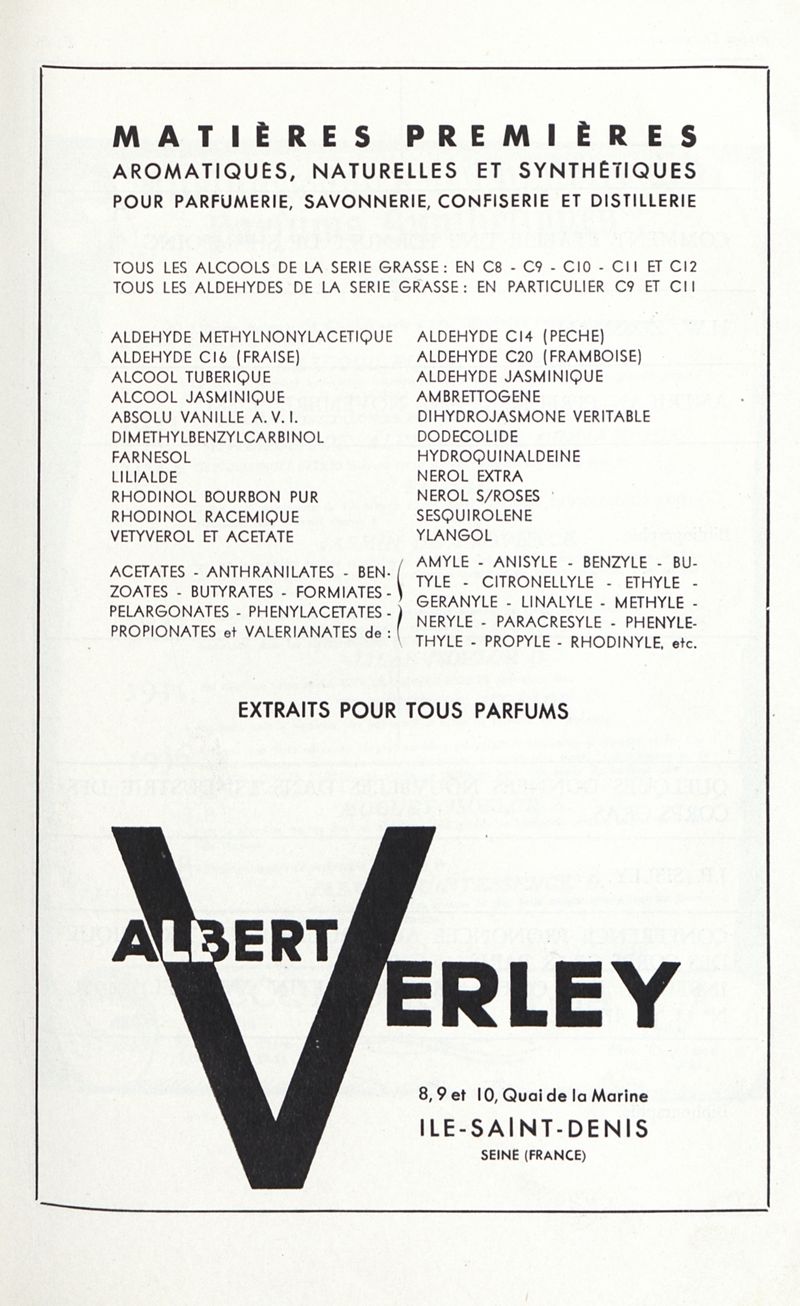 MATIÈRES PREMIÈRES
AROMATIQUES, NATURELLES ET SYNTHÉTIQUES
POUR PARFUMERIE, SAVONNERIE, CONFISERIE ET DISTILLERIE
TOUS LES ALCOOLS DE LA SERIE GRASSE : EN C8 - C9 - C10 - C11 ET C12
TOUS LES ALDEHYDES DE LA SERIE GRASSE : EN PARTICULIER C9 ET C11
ALDEHYDE METHYLNONYLACETIQUE
ALDEHYDE C16 (FRAISE)
ALCOOL TUBERIQUE
ALCOOL JASMINIQUE
ABSOLU VANILLE A. V. I.
DIMETHYLBENZYLCARBINOL
FARNESOL
LILIALDE
RHODINOL BOURBON PUR
RHODINOL RACEMIQUE
VETYVEROL ET ACETATE
ALDEHYDE C14 (PECHE)
ALDEHYDE C20 (FRAMBOISE)
ALDEHYDE JASMINIQUE
AMBRETTOGENE
DIHYDROJASMONE VERITABLE
DODECOLIDE
HYDROQUINALDEINE
NEROL EXTRA
NEROL S/ROSES
SESQUIROLENE
YLANGOL
ACETATES - ANTHRANILATES - BEN-
ZOATES - BUTYRATES - FORMIATES -
PELARGONATES - PHENYLACETATES -
PROPIONATES et VALERIANATES de :
AMYLE - ANISYLE - BENZYLE - BU-
TYLE - CITRONELLYLE - ETHYLE -
GERANYLE - LINALYLE - METHYLE -
NERYLE - PARACRESYLE - PHENYLE-
THYLE - PROPYLE - RHODINYLE, etc.
EXTRAITS POUR TOUS PARFUMS
ALBERT
VERLEY
8, 9 et 10, Quai de la Marine
ILE-SAINT-DENIS
SEINE (FRANCE)